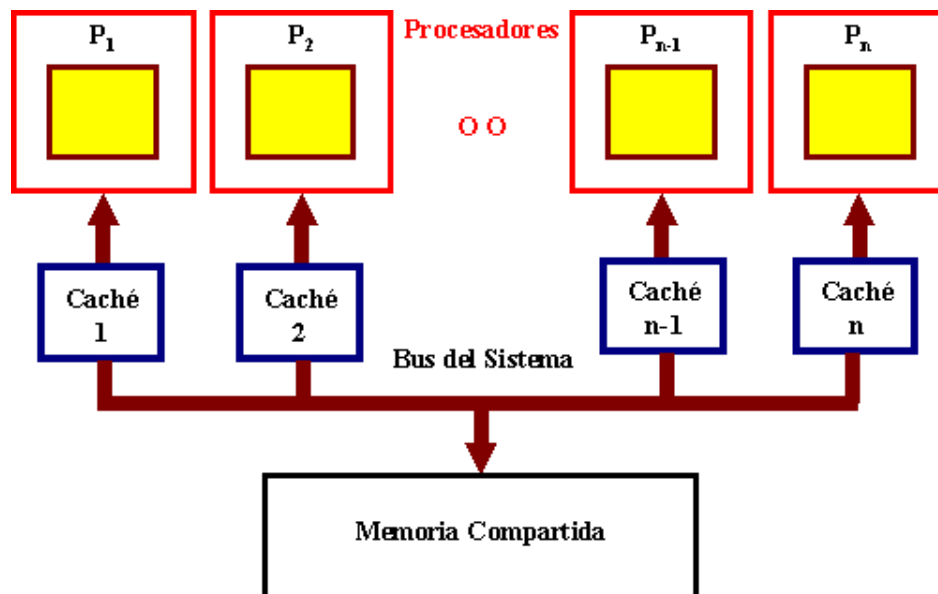 P1
P2
Procesadores
Pn-1
Pn
O O
Caché
1
Caché
2
Caché
n-1
Caché
n
Bus del Sistema
Memoria Compartida